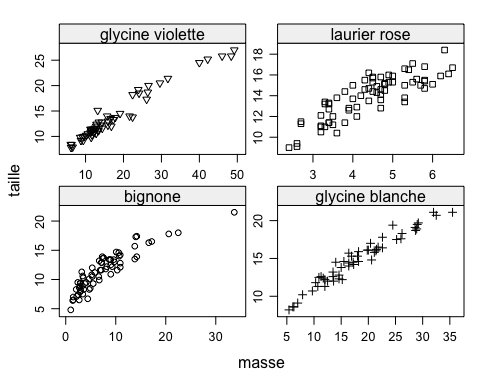 glycine violette
laurier rose
10 15 20 25
10 20 30 40 50
8 10 12 14 16 18
3 4 5 6
taille
bignone
glycine blanche
5 10 15 20
0 10 20 30
10 15 20
5 10 15 20 25 30 35
masse